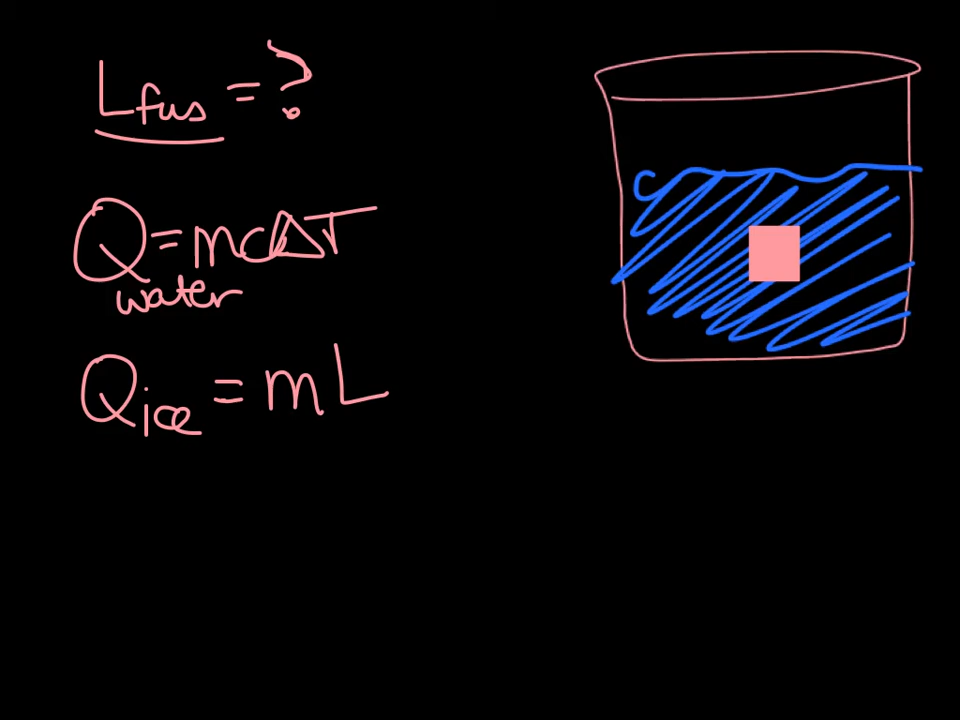 Lfus = ?
Q = mcΔT
water
Qice = mL